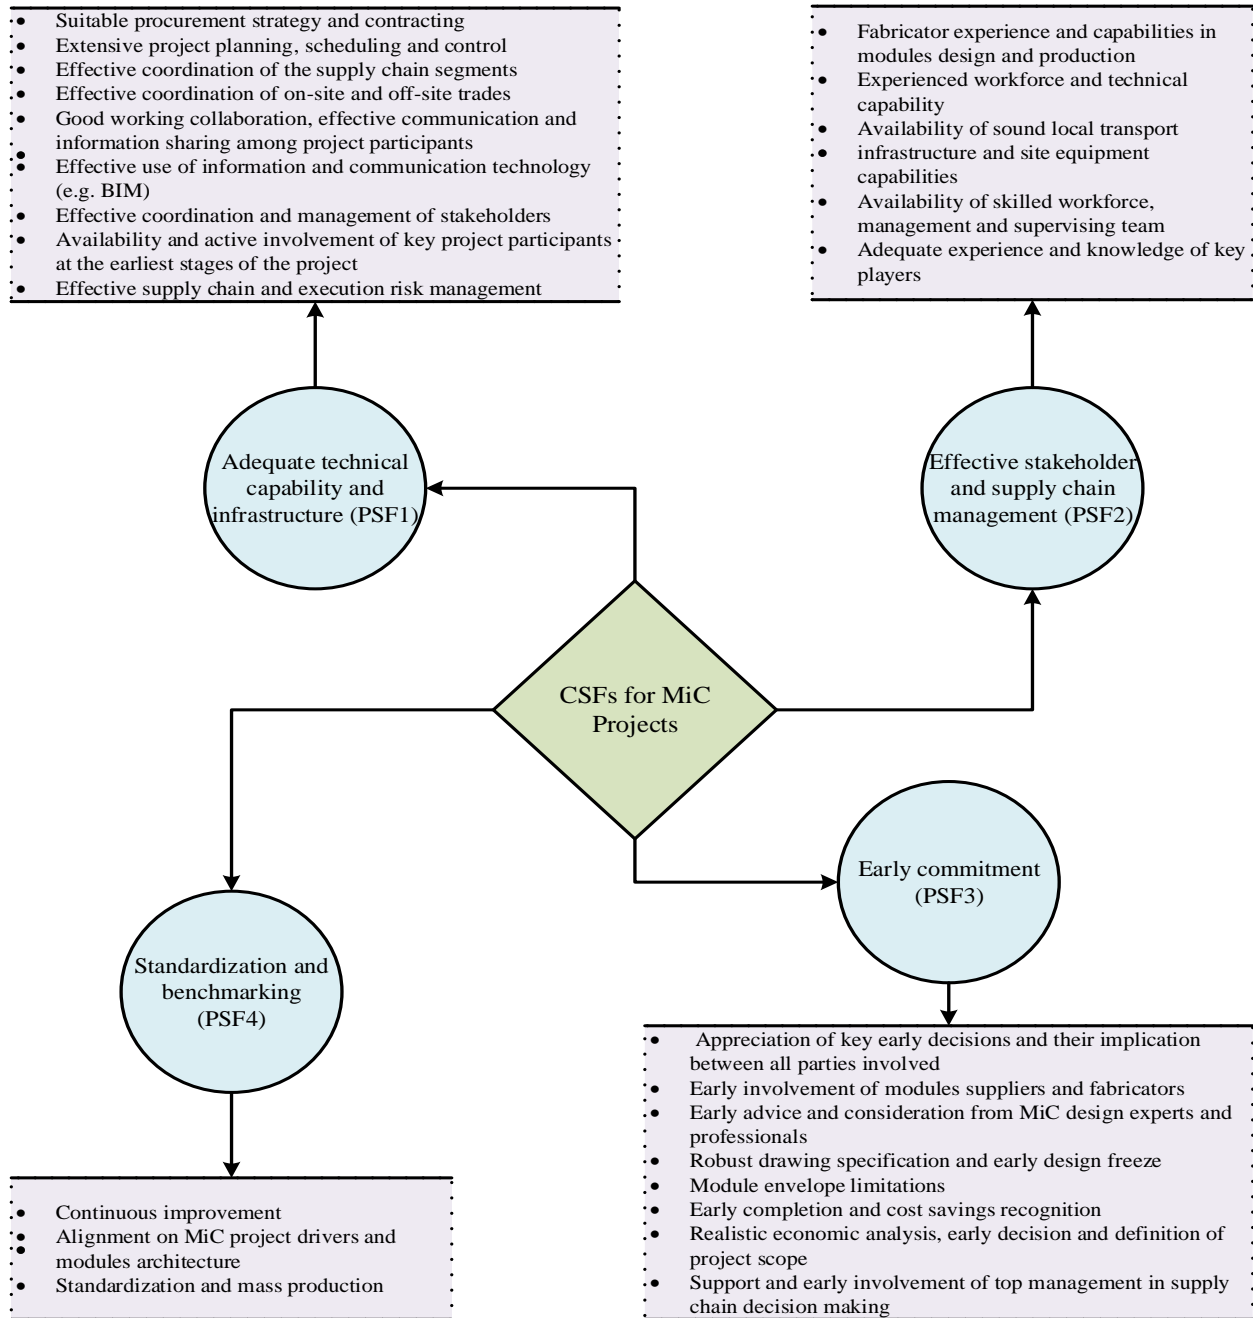 • Suitable procurement strategy and contracting
• Extensive project planning, scheduling and control
• Effective coordination of the supply chain segments
• Effective coordination of on-site and off-site trades
• Good working collaboration, effective communication and
information sharing among project participants
•
• Effective use of information and communication technology
(e.g. BIM)
• Effective coordination and management of stakeholders
• Availability and active involvement of key project participants
at the earliest stages of the project
• Effective supply chain and execution risk management
• Fabricator experience and capabilities in
modules design and production
• Experienced workforce and technical
capability
• Availability of sound local transport
• infrastructure and site equipment
capabilities
• Availability of skilled workforce,
management and supervising team
• Adequate experience and knowledge of key
players
Adequate technical
capability and
infrastructure (PSF1)
Effective stakeholder
and supply chain
management (PSF2)
CSFs for MiC
Projects
Early commitment
(PSF3)
Standardization and
benchmarking
(PSF4)
• Appreciation of key early decisions and their implication
between all parties involved
• Early involvement of modules suppliers and fabricators
• Early advice and consideration from MiC design experts and
professionals
• Robust drawing specification and early design freeze
• Module envelope limitations
• Early completion and cost savings recognition
• Realistic economic analysis, early decision and definition of
project scope
• Support and early involvement of top management in supply
chain decision making
• Continuous improvement
• Alignment on MiC project drivers and
• modules architecture
• Standardization and mass production